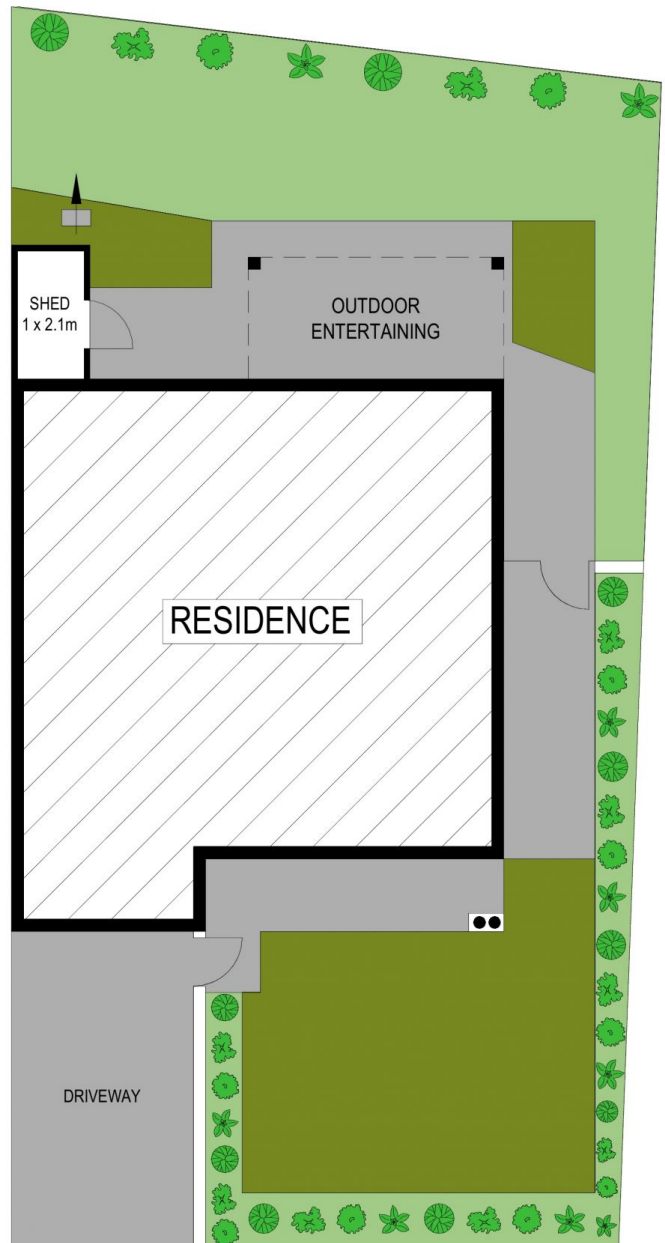 SHED
1 x 2.1m
OUTDOOR
ENTERTAINING
RESIDENCE
DRIVEWAY